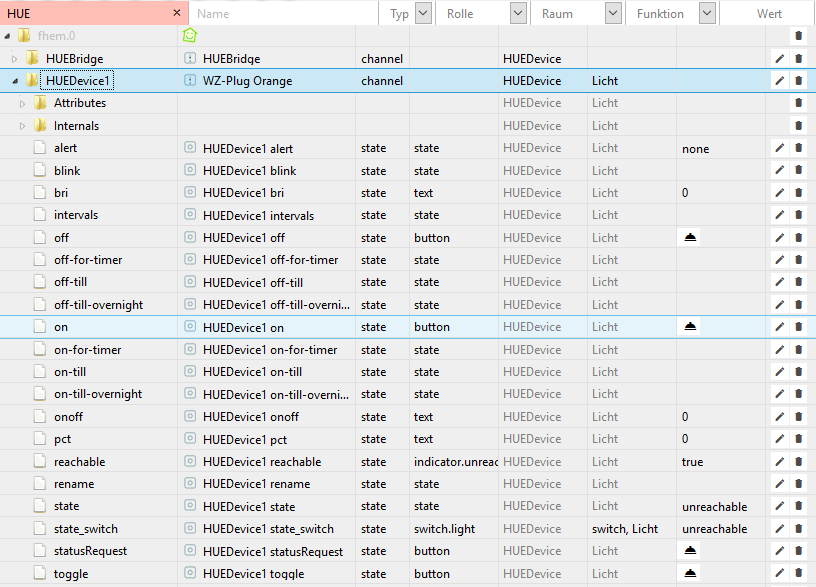 HUE × Name Typ Rolle Raum Funktion Wert
fhem.0
HUEBridge HUEBridge channel HUEDevice
HUEDevice1 WZ-Plug Orange channel HUEDevice Licht
Attributes HUEDevice Licht
Internals HUEDevice Licht
alert HUEDevice1 alert state state HUEDevice Licht none
blink HUEDevice1 blink state state HUEDevice Licht
bri HUEDevice1 bri state text HUEDevice Licht 0
intervals HUEDevice1 intervals state state HUEDevice Licht
off HUEDevice1 off state button HUEDevice Licht
off-for-timer HUEDevice1 off-for-timer state state HUEDevice Licht
off-till HUEDevice1 off-till state state HUEDevice Licht
off-till-overnight HUEDevice1 off-till-overni... state state HUEDevice Licht
on HUEDevice1 on state button HUEDevice Licht
on-for-timer HUEDevice1 on-for-timer state state HUEDevice Licht
on-till HUEDevice1 on-till state state HUEDevice Licht
on-till-overnight HUEDevice1 on-till-overni... state state HUEDevice Licht
onoff HUEDevice1 onoff state text HUEDevice Licht 0
pct HUEDevice1 pct state text HUEDevice Licht 0
reachable HUEDevice1 reachable state indicator.unreac HUEDevice Licht true
rename HUEDevice1 rename state state HUEDevice Licht
state HUEDevice1 state state state HUEDevice Licht unreachable
state_switch HUEDevice1 state_switch state switch.light HUEDevice switch, Licht unreachable
statusRequest HUEDevice1 statusRequest state button HUEDevice Licht
toggle HUEDevice1 toggle state button HUEDevice Licht